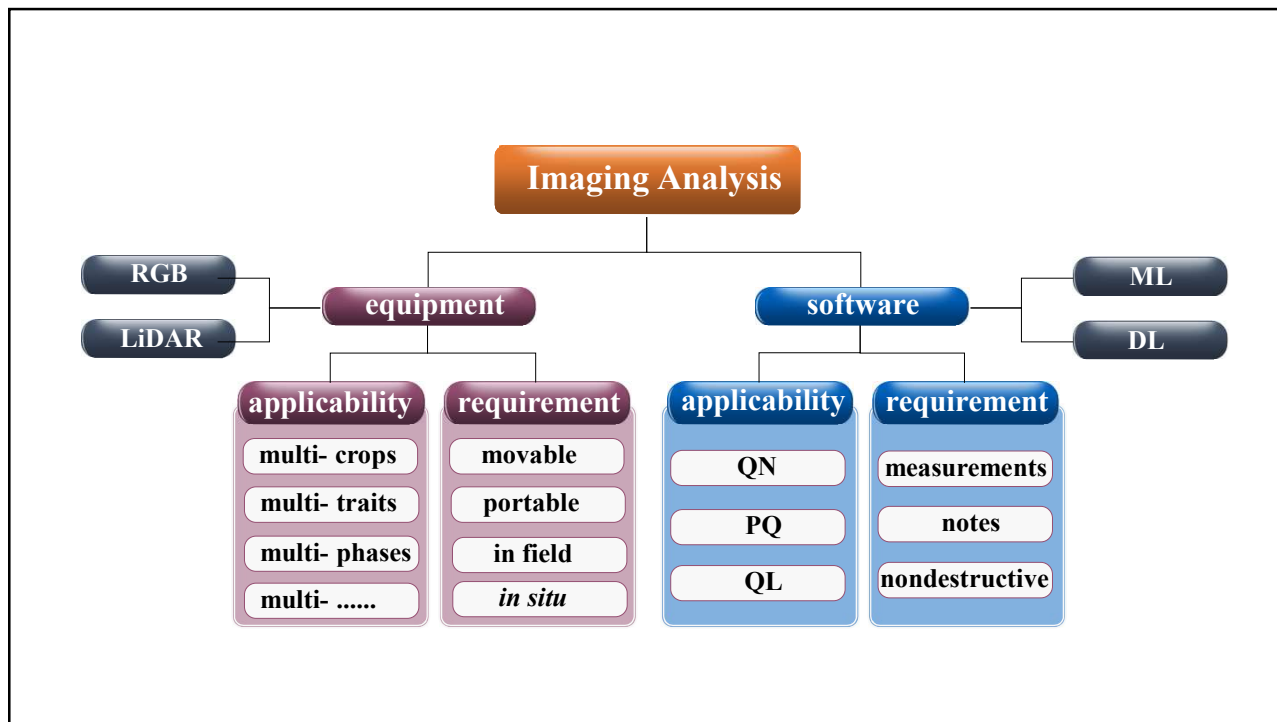 Imaging Analysis
RGB
LiDAR
equipment
software
ML
DL
applicability
multi- crops
multi- traits
multi- phases
multi- ......
requirement
movable
portable
in field
in situ
applicability
QN
PQ
QL
requirement
measurements
notes
nondestructive